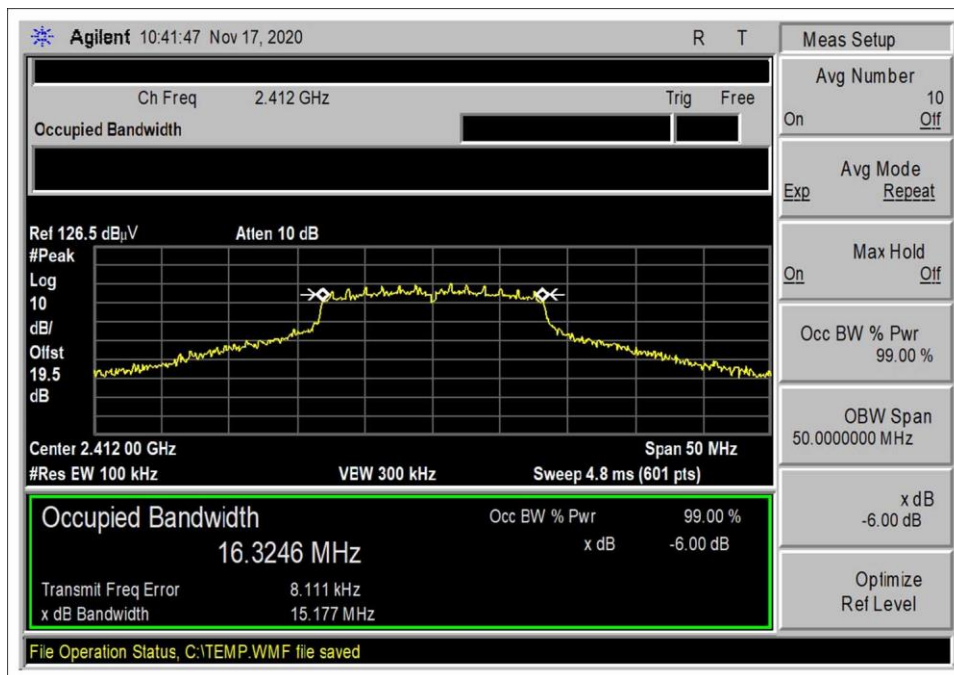 Agilent 10:41:47 Nov 17, 2020 R T
Ch Freq 2.412 GHz Trig Free
Occupied Bandwidth
Ref 126.5 dBµV Atten 10 dB
#Peak
Log
10
dB/
Offst
19.5
dB
Center 2.412 00 GHz Span 50 MHz
#Res EW 100 kHz VBW 300 kHz Sweep 4.8 ms (601 pts)
Occupied Bandwidth Occ BW % Pwr 99.00 %
16.3246 MHz x dB -6.00 dB
Transmit Freq Error 8.111 kHz
x dB Bandwidth 15.177 MHz
File Operation Status, C:\TEMP.WMF file saved
Meas Setup
Avg Number
10
On Off
Avg Mode
Exp Repeat
Max Hold
On Off
Occ BW % Pwr
99.00 %
OBW Span
50.0000000 MHz
x dB
-6.00 dB
Optimize
Ref Level